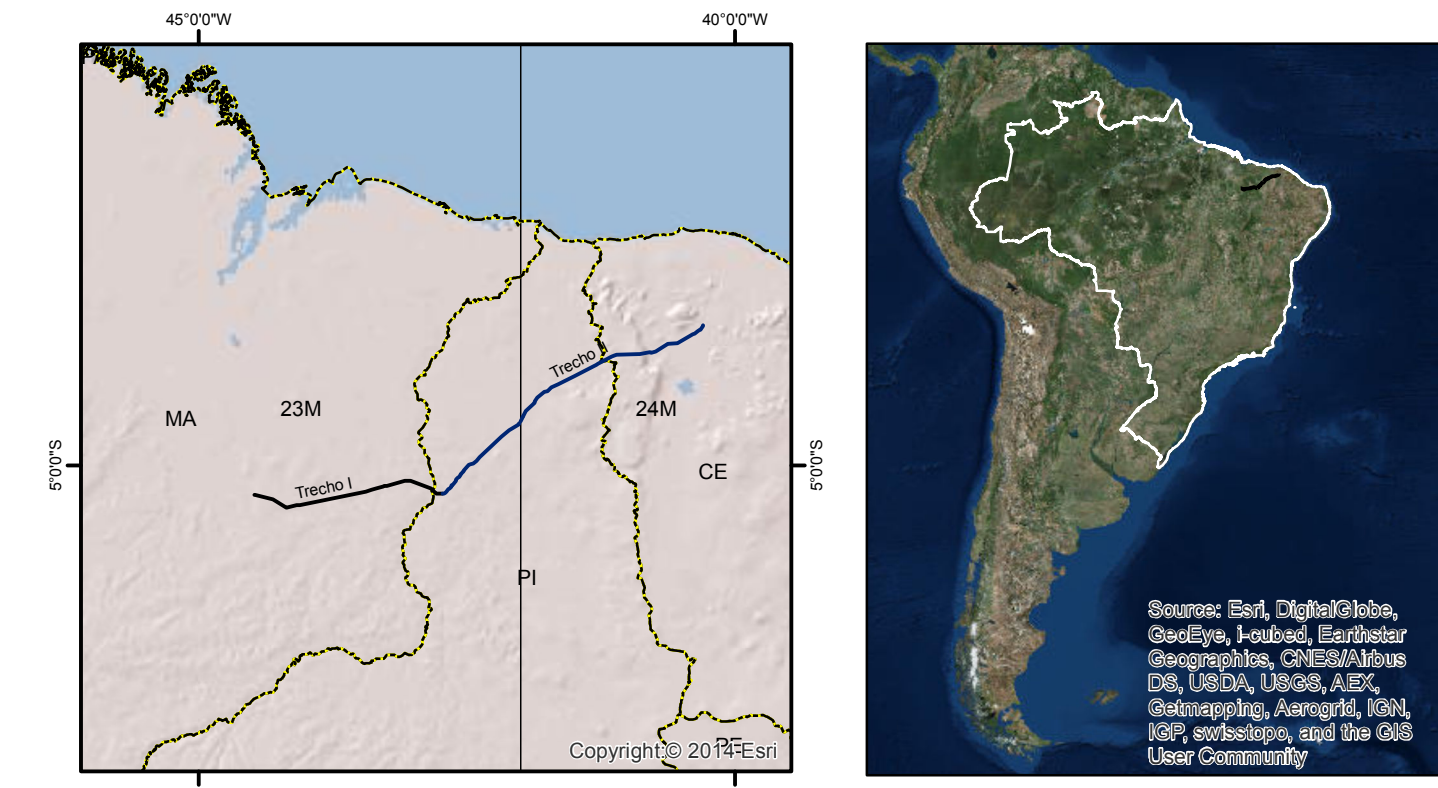 45°0'0"W
40°0'0"W
Trecho
MA
23M
24M
5°0'0"S
5°0'0"S
CE
Trecho I
PI
Copyright:© 2014 Esri
Source: Esri, DigitalGlobe,
GeoEye, i-cubed, Earthstar
Geographics, CNES/Airbus
DS, USDA, USGS, AEX,
Getmapping, Aerogrid, IGN,
IGP, swisstopo, and the GIS
User Community